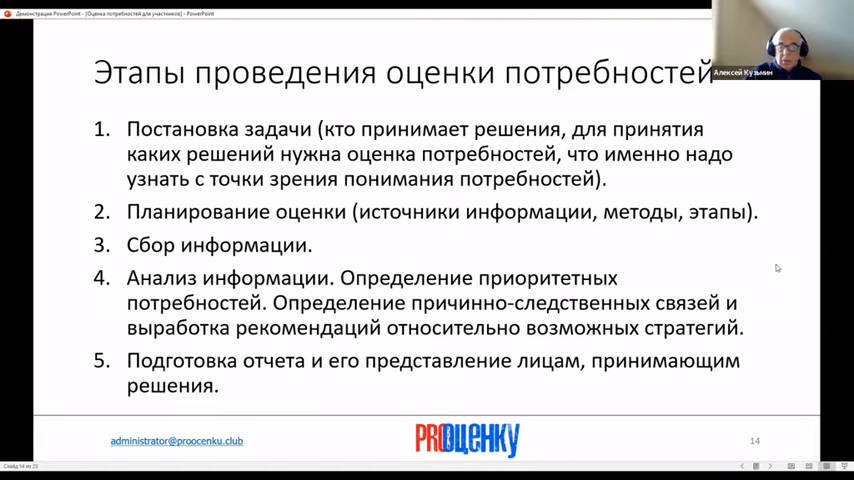 Демонстрация PowerPoint - [Оценка потребностей для участников] - PowerPoint
Алексей Кузьмин
Этапы проведения оценки потребностей
1. Постановка задачи (кто принимает решения, для принятия
каких решений нужна оценка потребностей, что именно надо
узнать с точки зрения понимания потребностей).
2. Планирование оценки (источники информации, методы, этапы).
3. Сбор информации.
4. Анализ информации. Определение приоритетных
потребностей. Определение причинно-следственных связей и
выработка рекомендаций относительно возможных стратегий.
5. Подготовка отчета и его представление лицам, принимающим
решения.
administrator@proocenku.club
PROОЦЕНКУ
14
Слайд 14 из 23